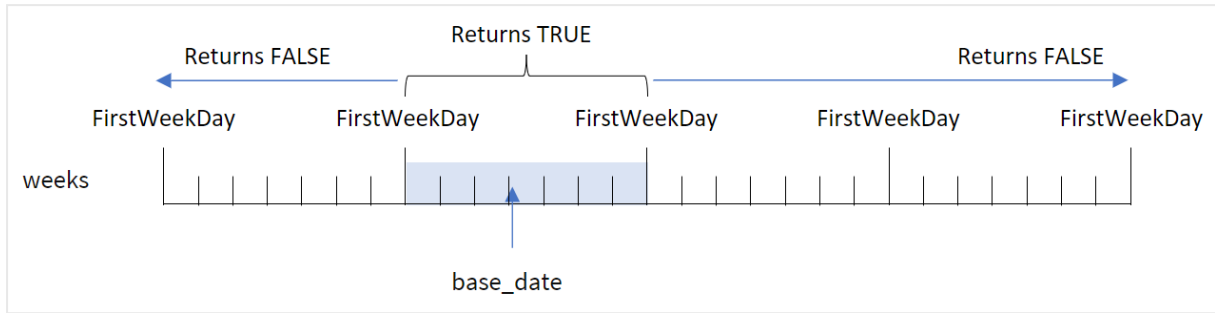 Returns TRUE
Returns FALSE
Returns FALSE
FirstWeekDay FirstWeekDay FirstWeekDay FirstWeekDay FirstWeekDay
weeks
base_date